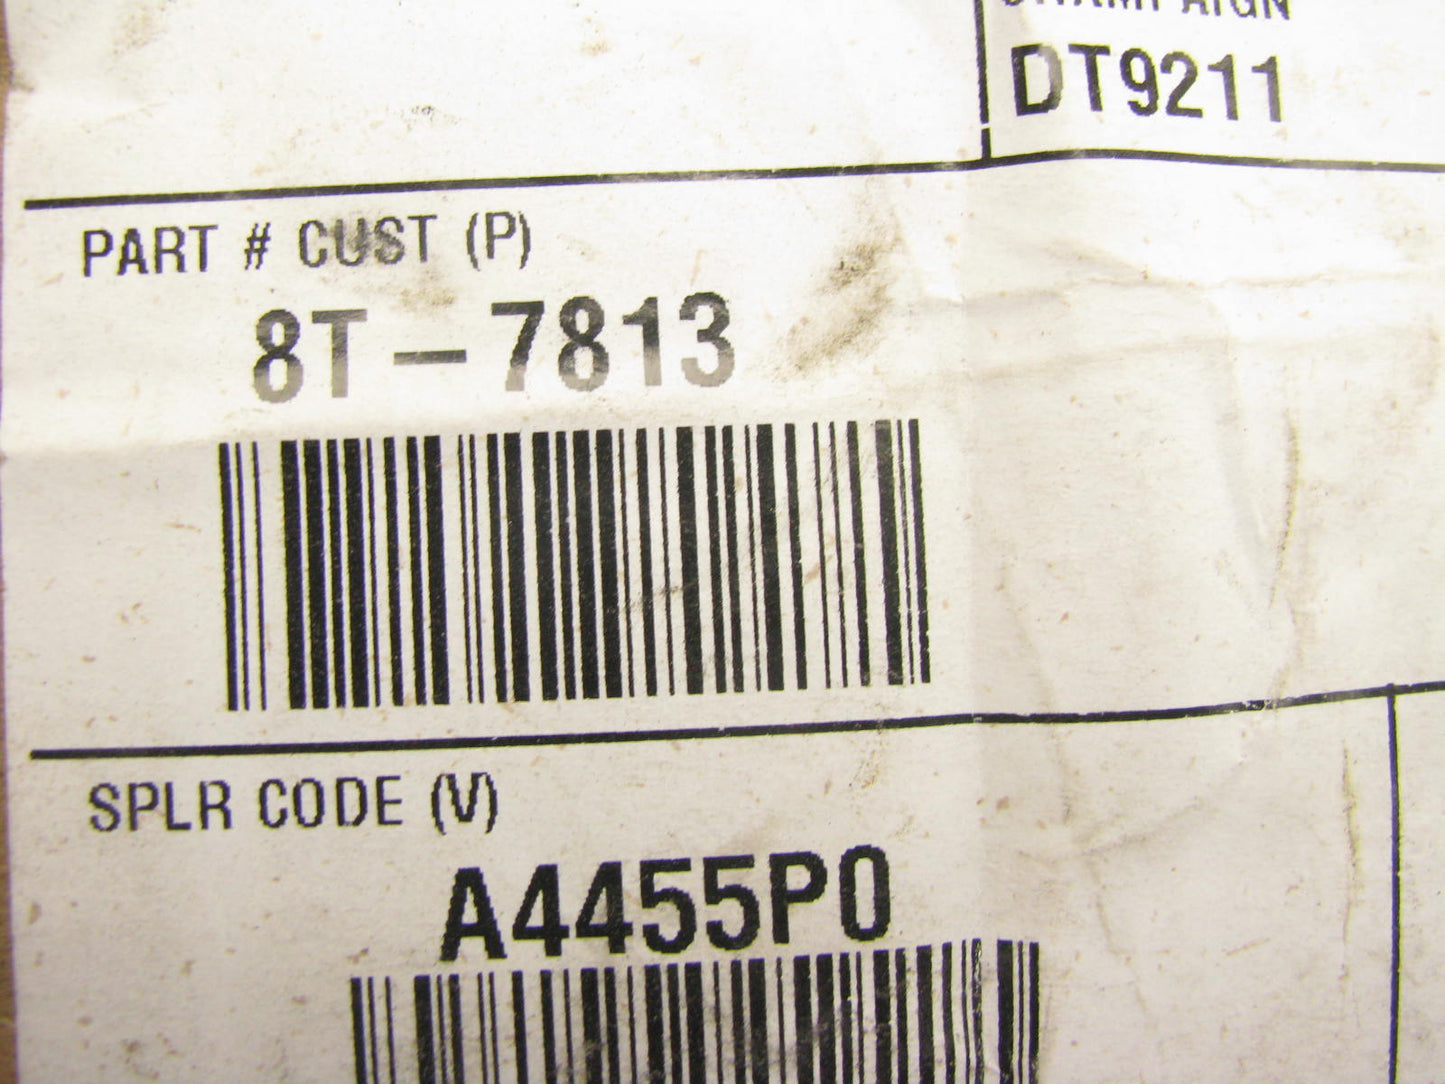 DT9211
PART # CUST (P)
8T-7813
SPLR CODE (V)
A4455P0